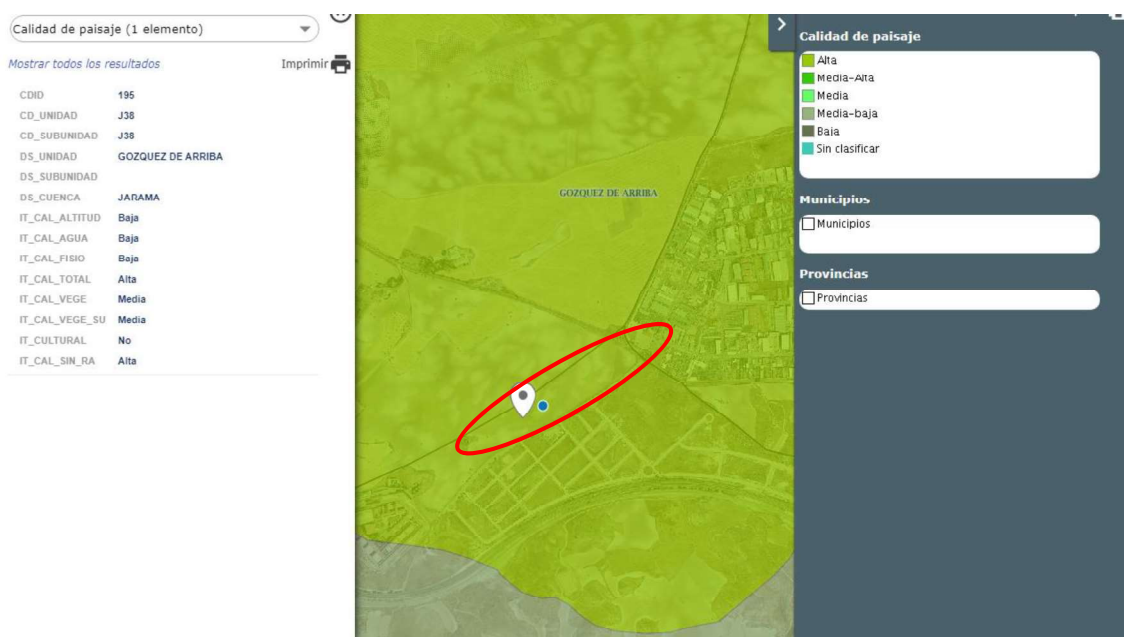 Calidad de paisaje (1 elemento)
Mostrar todos los resultados
Imprimir
CDID 195
CD_UNIDAD J38
CD_SUBUNIDAD J38
DS_UNIDAD GOZQUEZ DE ARRIBA
DS_SUBUNIDAD
DS_CUENCA JARAMA
IT_CAL_ALTITUD Baja
IT_CAL_AGUA Baja
IT_CAL_FISIO Baja
IT_CAL_TOTAL Alta
IT_CAL_VEGE Media
IT_CAL_VEGE_SU Media
IT_CULTURAL No
IT_CAL_SIN_RA Alta
GOZQUEZ DE ARRIBA
Calidad de paisaje
Alta
Media-Alta
Media
Media-baja
Baja
Sin clasificar
Municipios
Municipios
Provincias
Provincias